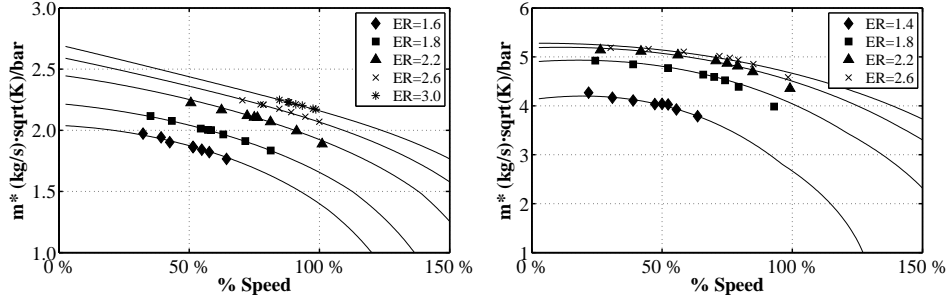 3.0
2.5
2.0
1.5
1.0
m* (kg/s)·sqrt(K)/bar
0 %
50 %
100 %
150 %
% Speed
ER=1.6
ER=1.8
ER=2.2
ER=2.6
ER=3.0
6
5
4
3
2
1
m* (kg/s)·sqrt(K)/bar
0 %
50 %
100 %
150 %
% Speed
ER=1.4
ER=1.8
ER=2.2
ER=2.6